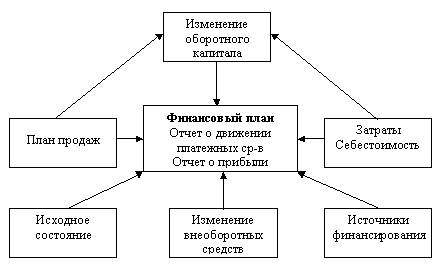 Изменение
оборотного
капитала
План продаж
Финансовый план
Отчет о движении
платежных ср-в
Отчет о прибыли
Затраты
Себестоимость
Исходное
состояние
Изменение
внеоборотных
средств
Источники
финансирования